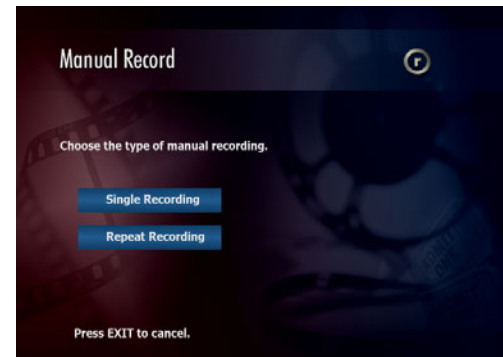 Manual Record
r
Choose the type of manual recording.
Single Recording
Repeat Recording
Press EXIT to cancel.